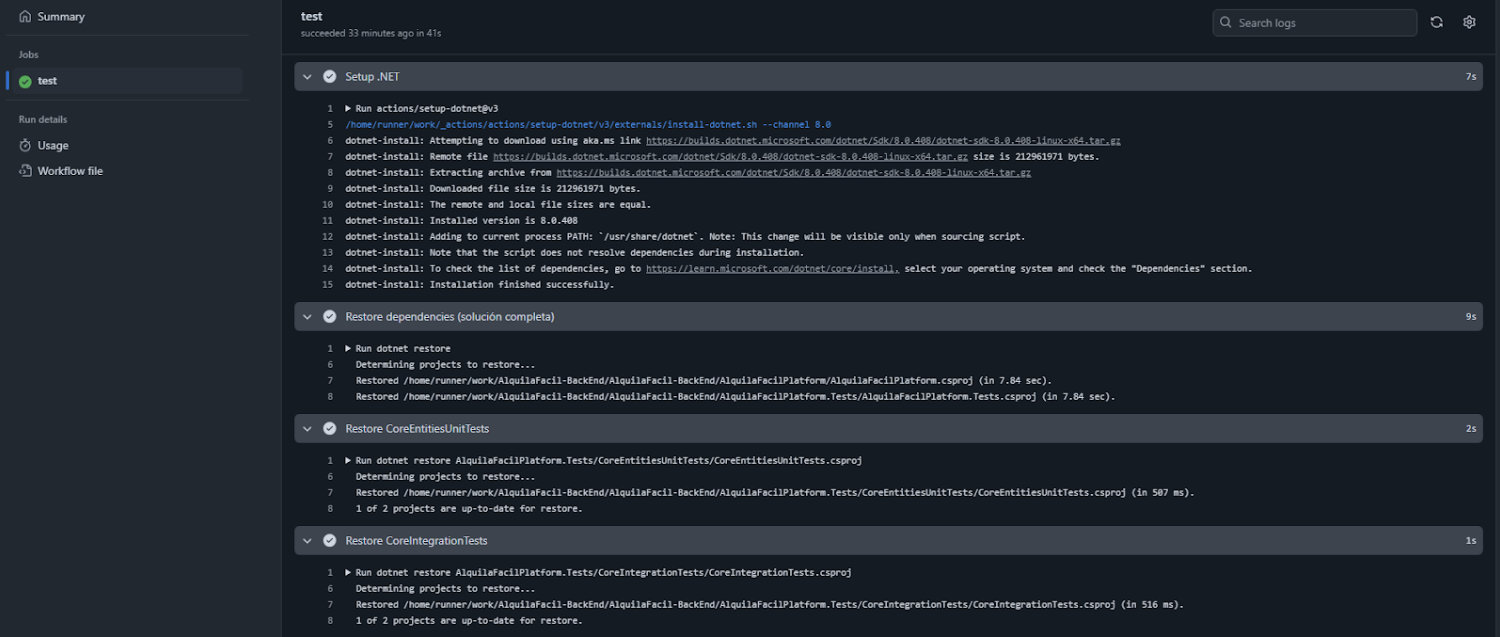 Summary
Jobs
test
Run details
Usage
Workflow file
test
succeeded 33 minutes ago in 41s
Search logs
Setup .NET 7s
1 Run actions/setup-dotnet@v3
5 /home/runner/work/_actions/actions/setup-dotnet/v3/externals/install-dotnet.sh --channel 8.0
6 dotnet-install: Attempting to download using aka.ms link https://builds.dotnet.microsoft.com/dotnet/Sdk/8.0.408/dotnet-sdk-8.0.408-linux-x64.tar.gz
7 dotnet-install: Remote file https://builds.dotnet.microsoft.com/dotnet/Sdk/8.0.408/dotnet-sdk-8.0.408-linux-x64.tar.gz size is 212961971 bytes.
8 dotnet-install: Extracting archive from https://builds.dotnet.microsoft.com/dotnet/Sdk/8.0.408/dotnet-sdk-8.0.408-linux-x64.tar.gz
9 dotnet-install: Downloaded file size is 212961971 bytes.
10 dotnet-install: The remote and local file sizes are equal.
11 dotnet-install: Installed version is 8.0.408
12 dotnet-install: Adding to current process PATH: `/usr/share/dotnet`. Note: This change will be visible only when sourcing script.
13 dotnet-install: Note that the script does not resolve dependencies during installation.
14 dotnet-install: To check the list of dependencies, go to https://learn.microsoft.com/dotnet/core/install, select your operating system and check the "Dependencies" section.
15 dotnet-install: Installation finished successfully.
Restore dependencies (solución completa) 9s
1 Run dotnet restore
6 Determining projects to restore...
7 Restored /home/runner/work/AlquilaFacil-BackEnd/AlquilaFacil-BackEnd/AlquilaFacilPlatform/AlquilaFacilPlatform.csproj (in 7.84 sec).
8 Restored /home/runner/work/AlquilaFacil-BackEnd/AlquilaFacil-BackEnd/AlquilaFacilPlatform.Tests/AlquilaFacilPlatform.Tests.csproj (in 7.84 sec).
Restore CoreEntitiesUnitTests 2s
1 Run dotnet restore AlquilaFacilPlatform.Tests/CoreEntitiesUnitTests/CoreEntitiesUnitTests.csproj
6 Determining projects to restore...
7 Restored /home/runner/work/AlquilaFacil-BackEnd/AlquilaFacil-BackEnd/AlquilaFacilPlatform.Tests/CoreEntitiesUnitTests/CoreEntitiesUnitTests.csproj (in 507 ms).
8 1 of 2 projects are up-to-date for restore.
Restore CoreIntegrationTests 1s
1 Run dotnet restore AlquilaFacilPlatform.Tests/CoreIntegrationTests/CoreIntegrationTests.csproj
6 Determining projects to restore...
7 Restored /home/runner/work/AlquilaFacil-BackEnd/AlquilaFacil-BackEnd/AlquilaFacilPlatform.Tests/CoreIntegrationTests/CoreIntegrationTests.csproj (in 516 ms).
8 1 of 2 projects are up-to-date for restore.